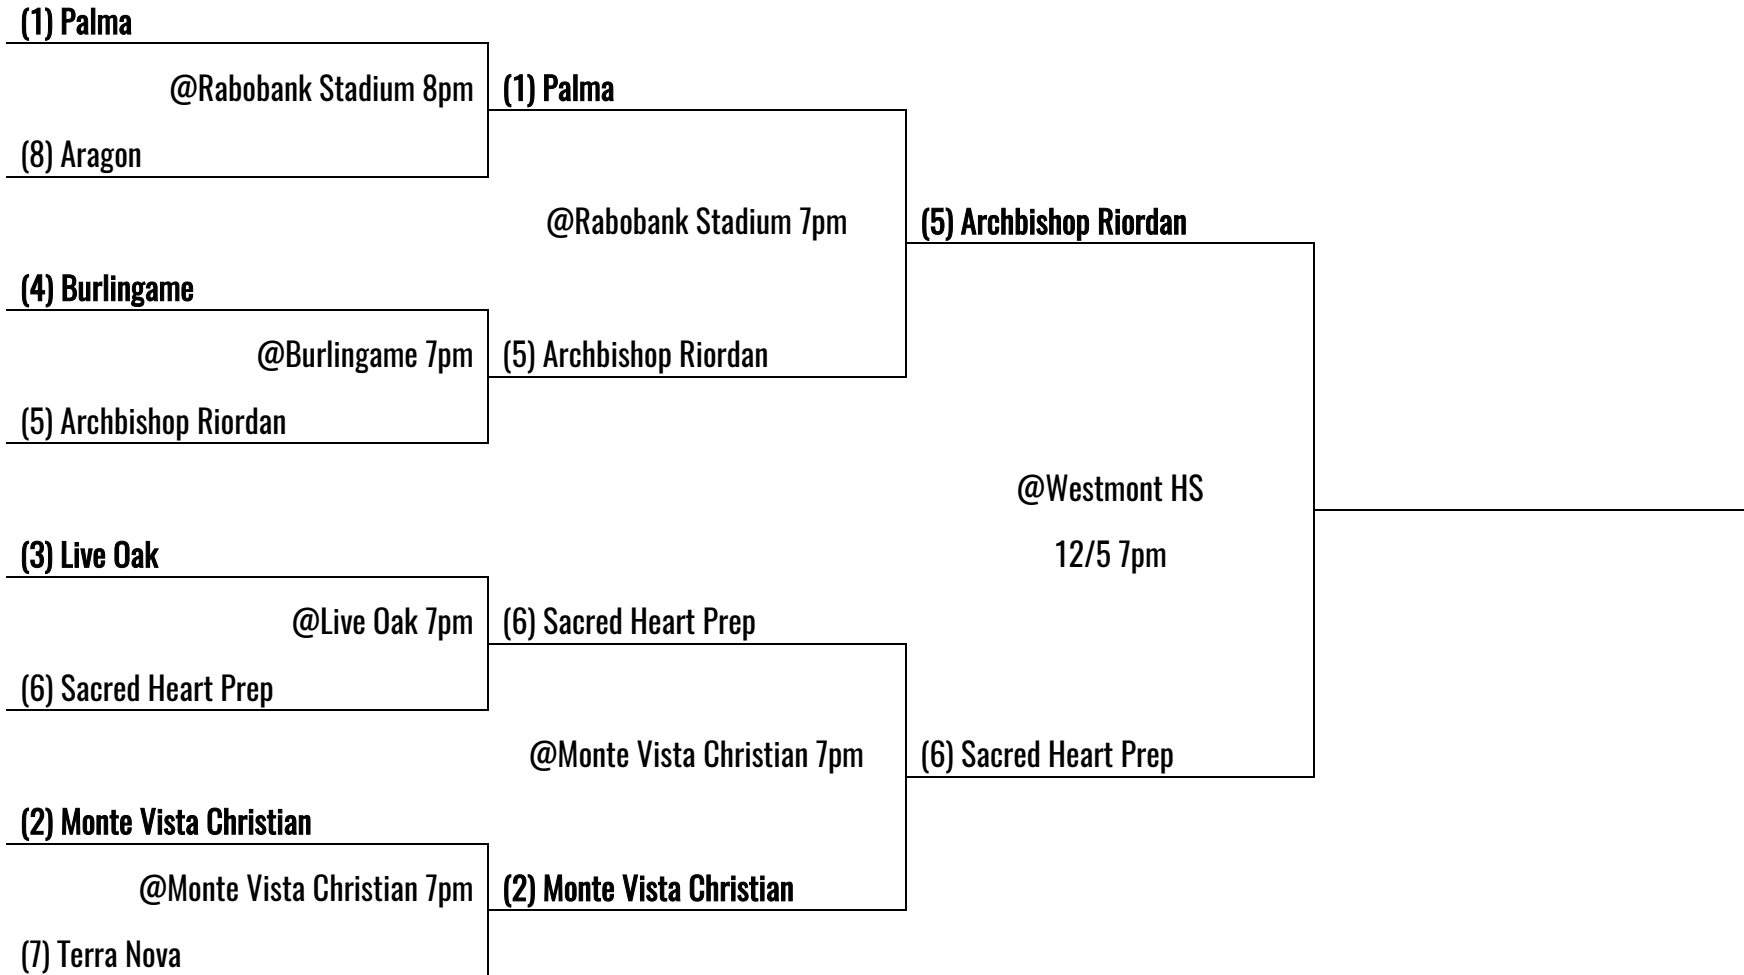 (1) Palma
@Rabobank Stadium 8pm
(1) Palma
(8) Aragon
@Rabobank Stadium 7pm
(5) Archbishop Riordan
(4) Burlingame
@Burlingame 7pm
(5) Archbishop Riordan
(5) Archbishop Riordan
@Westmont HS
12/5 7pm
(3) Live Oak
@Live Oak 7pm
(6) Sacred Heart Prep
(6) Sacred Heart Prep
@Monte Vista Christian 7pm
(6) Sacred Heart Prep
(2) Monte Vista Christian
@Monte Vista Christian 7pm
(2) Monte Vista Christian
(7) Terra Nova